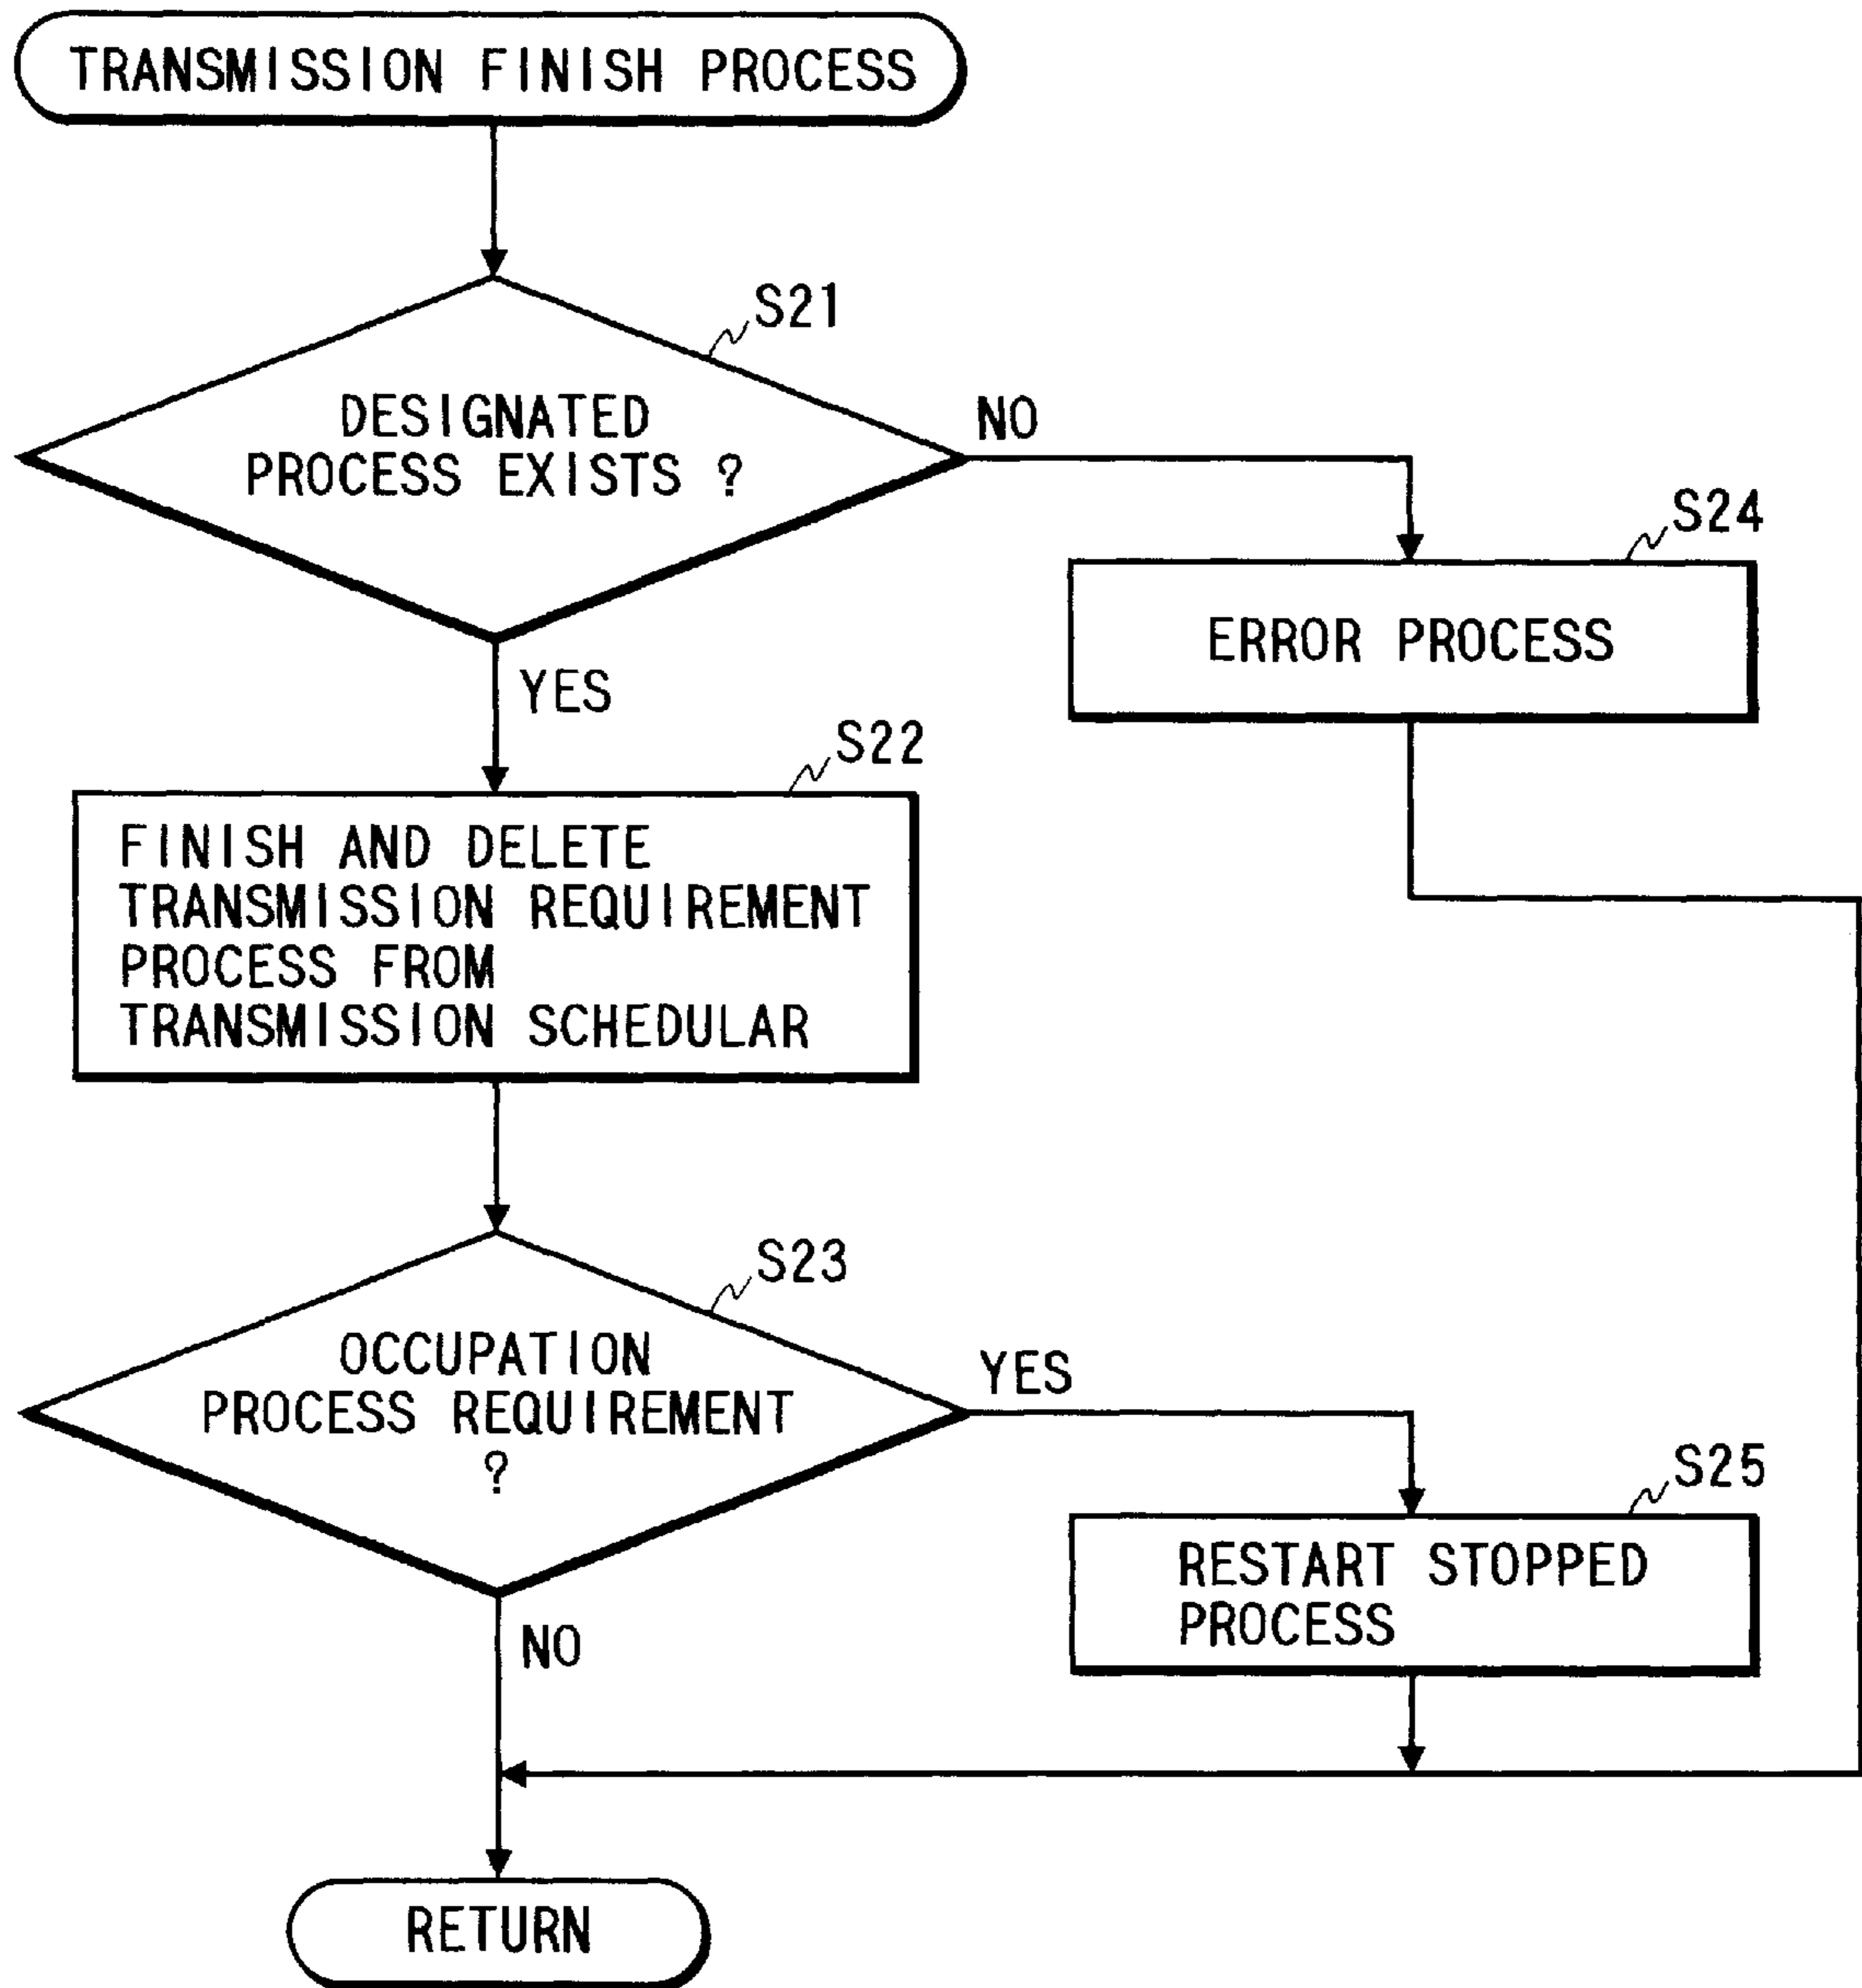 TRANSMISSION FINISH PROCESS
S21
DESIGNATED
PROCESS EXISTS ?
NO
S24
ERROR PROCESS
YES
S22
FINISH AND DELETE
TRANSMISSION REQUIREMENT
PROCESS FROM
TRANSMISSION SCHEDULAR
S23
OCCUPATION
PROCESS REQUIREMENT
?
YES
S25
RESTART STOPPED
PROCESS
NO
RETURN